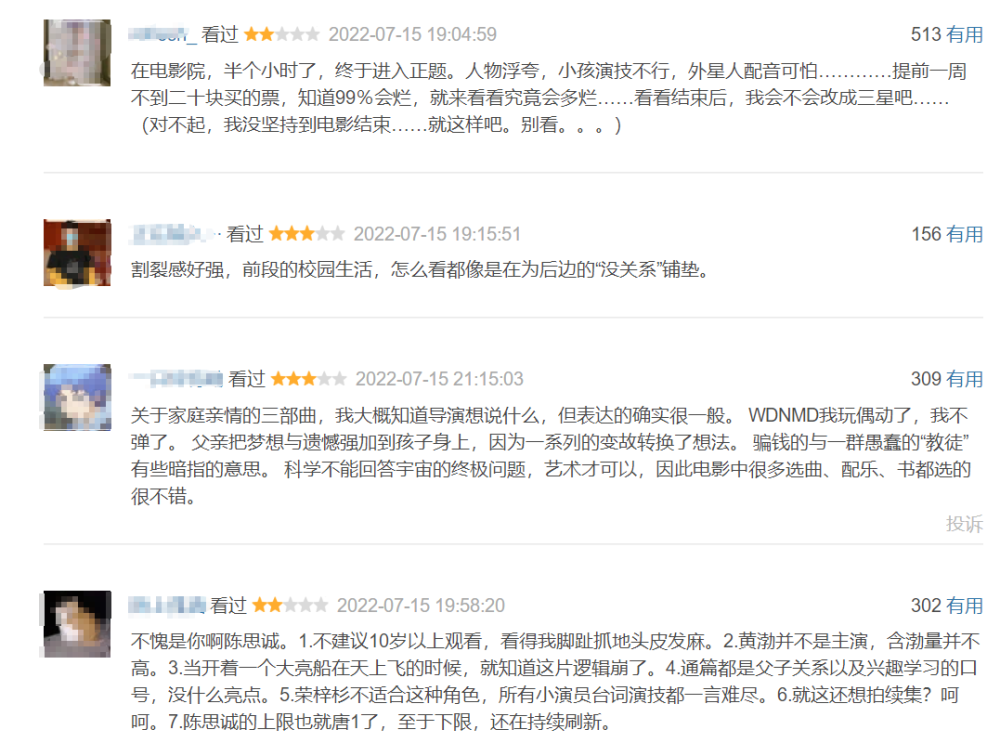 看过 2022-07-15 19:04:59 513 有用
在电影院，半个小时了，终于进入正题。人物浮夸，小孩演技不行，外星人配音可怕…………提前一周
不到二十块买的票，知道99%会烂，就来看看究竟会多烂……看看结束后，我会不会改成三星吧……
（对不起，我没坚持到电影结束……就这样吧。别看。。。）
看过 2022-07-15 19:15:51 156 有用
割裂感好强，前段的校园生活，怎么看都像是在为后边的“没关系”铺垫。
看过 2022-07-15 21:15:03 309 有用
关于家庭亲情的三部曲，我大概知道导演想说什么，但表达的确实很一般。 WDNMD我玩偶动了，我不
弹了。 父亲把梦想与遗憾强加到孩子身上，因为一系列的变故转换了想法。 骗钱的与一群愚蠢的“教徒”
有些暗指的意思。 科学不能回答宇宙的终极问题，艺术才可以，因此电影中很多选曲、配乐、书都选的
很不错。
投诉
看过 2022-07-15 19:58:20 302 有用
不愧是你啊陈思诚。1.不建议10岁以上观看，看得我脚趾抓地头皮发麻。2.黄渤并不是主演，含渤量并不
高。3.当开着一个大亮船在天上飞的时候，就知道这片逻辑崩了。4.通篇都是父子关系以及兴趣学习的口
号，没什么亮点。5.荣梓杉不适合这种角色，所有小演员台词演技都一言难尽。6.就这还想拍续集？呵
呵。7.陈思诚的上限也就唐1了，至于下限，还在持续刷新。